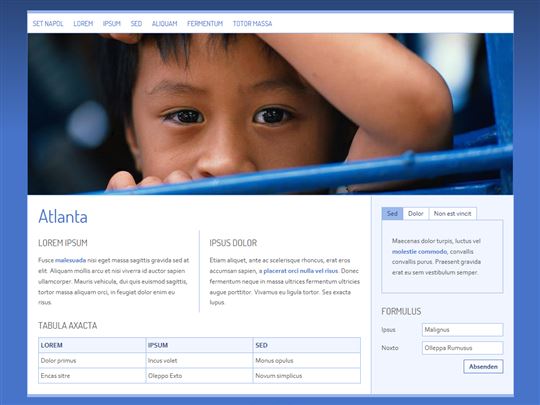 SET NAPOL LOREM IPSUM SED ALIQUAM FERMENTUM TOTOR MASSA
Atlanta
LOREM IPSUM
Fusce malesuada nisi eget massa sagittis gravida sed at
elit. Aliquam mollis arcu et nisi viverra id auctor sapien
ullamcorper. Mauris vehicula, dui quis euismod sagittis,
tortor massa aliquam orci, in feugiat dolor enim eu
risus.
IPSUS DOLOR
Etiam aliquet, ante ac scelerisque rhoncus, erat eros
accumsan sapien, a placerat orci nulla vel risus. Donec
fermentum neque in massa ultrices fermentum ultricies
augue porttitor. Vivamus eu ligula tortor. Ses exacta
lupus.
TABULA AXACTA
LOREM IPSUM SED
Dolor primus Incus volet Monus opulus
Encas sitre Oleppo Exto Novum simplicus
Sed Dolor Non est vincit
Maecenas dolor turpis, luctus vel
molestie commodo, convallis
convallis purus. Praesent gravida
erat eu sem vestibulum semper.
FORMULUS
Ipsus Malignus
Noxto Olleppa Rumusus
Absenden